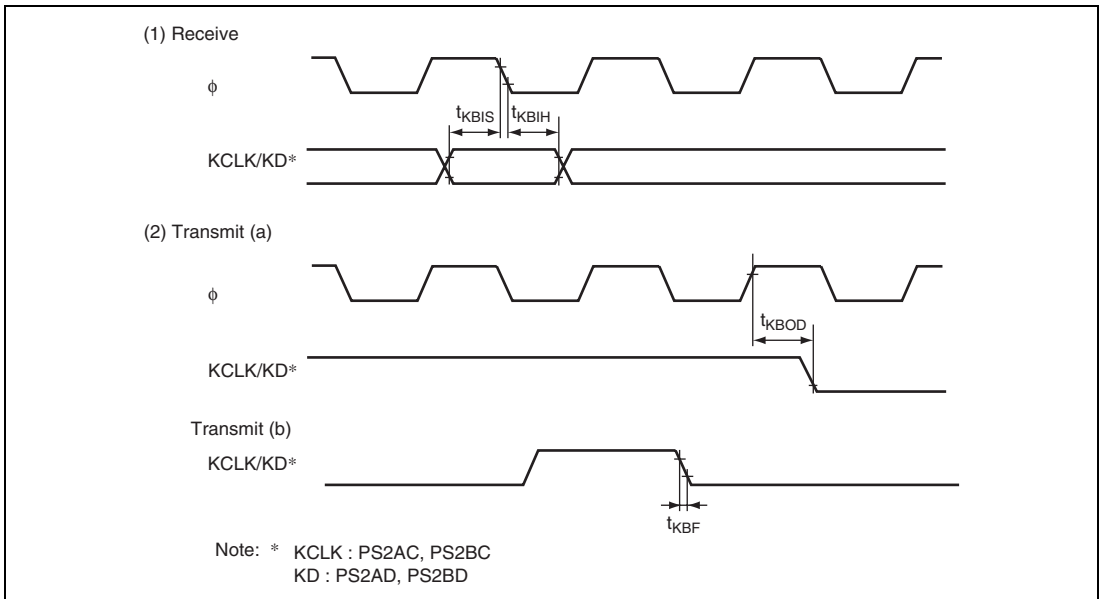 (1) Receive
ϕ
tKBIS tKBIH
KCLK/KD*
(2) Transmit (a)
ϕ
tKBOD
KCLK/KD*
Transmit (b)
KCLK/KD*
tKBF
Note: * KCLK : PS2AC, PS2BC
KD : PS2AD, PS2BD